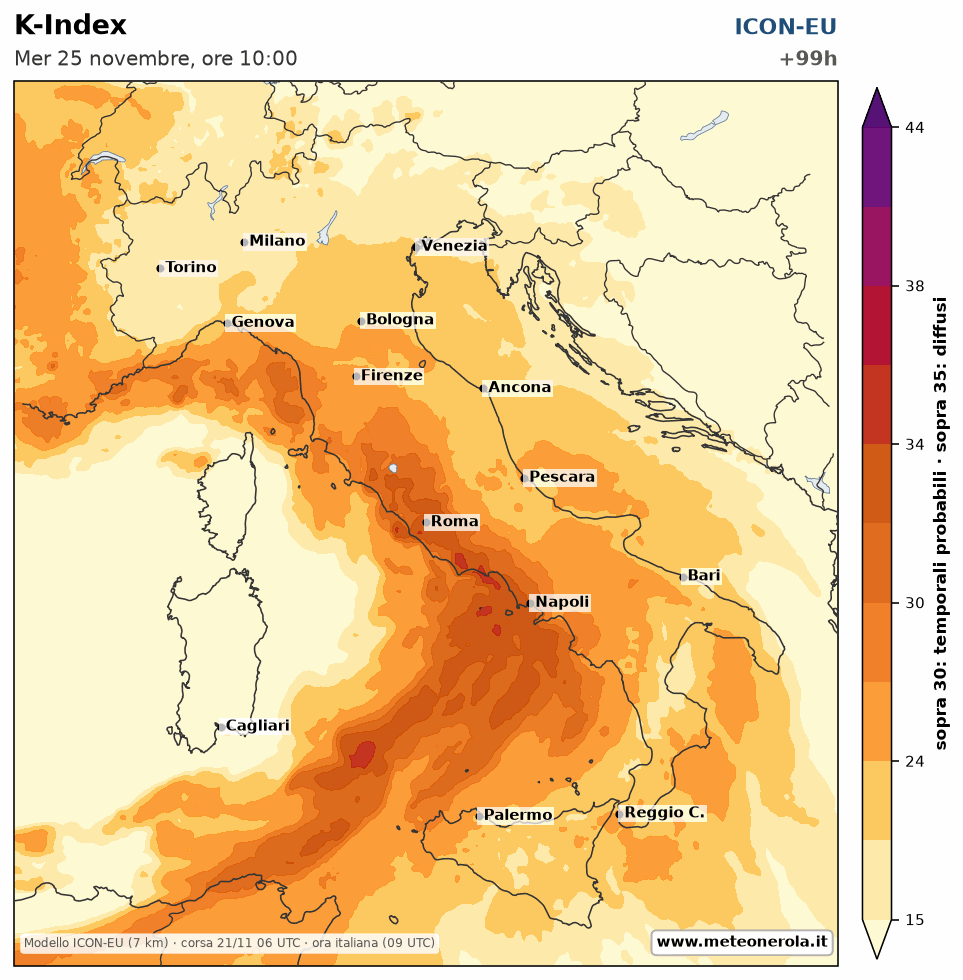 K-Index
ICON-EU
Mer 25 novembre, ore 10:00
+99h
44
Milano
Venezia
Torino
38
Genova
Bologna
Firenze
Ancona
34
Pescara
Roma
Bari
Napoli
30
Cagliari
24
Palermo
Reggio C.
15
sopra 30: temporali probabili · sopra 35: diffusi
Modello ICON-EU (7 km) · corsa 21/11 06 UTC · ora italiana (09 UTC)
www.meteonerola.it